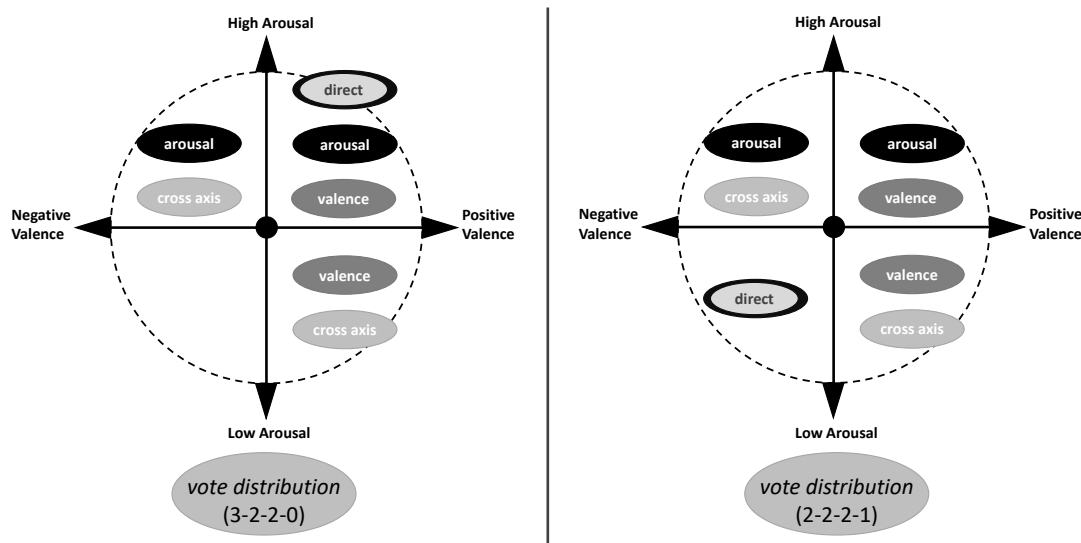 High Arousal
direct
arousal
arousal
cross axis
valence
Negative
Valence
Positive
Valence
valence
cross axis
Low Arousal
vote distribution
(3-2-2-0)
High Arousal
arousal
arousal
cross axis
valence
Negative
Valence
Positive
Valence
valence
direct
cross axis
Low Arousal
vote distribution
(2-2-2-1)